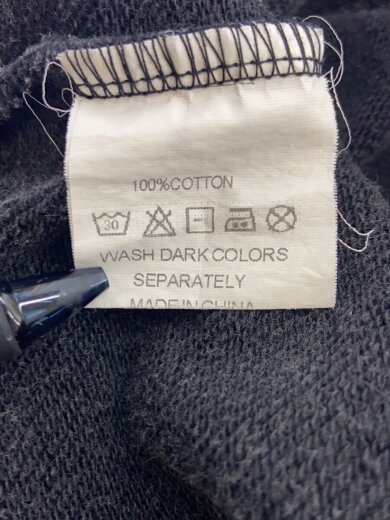 100%COTTON
30
WASH DARK COLORS
SEPARATELY
MADE IN CHINA